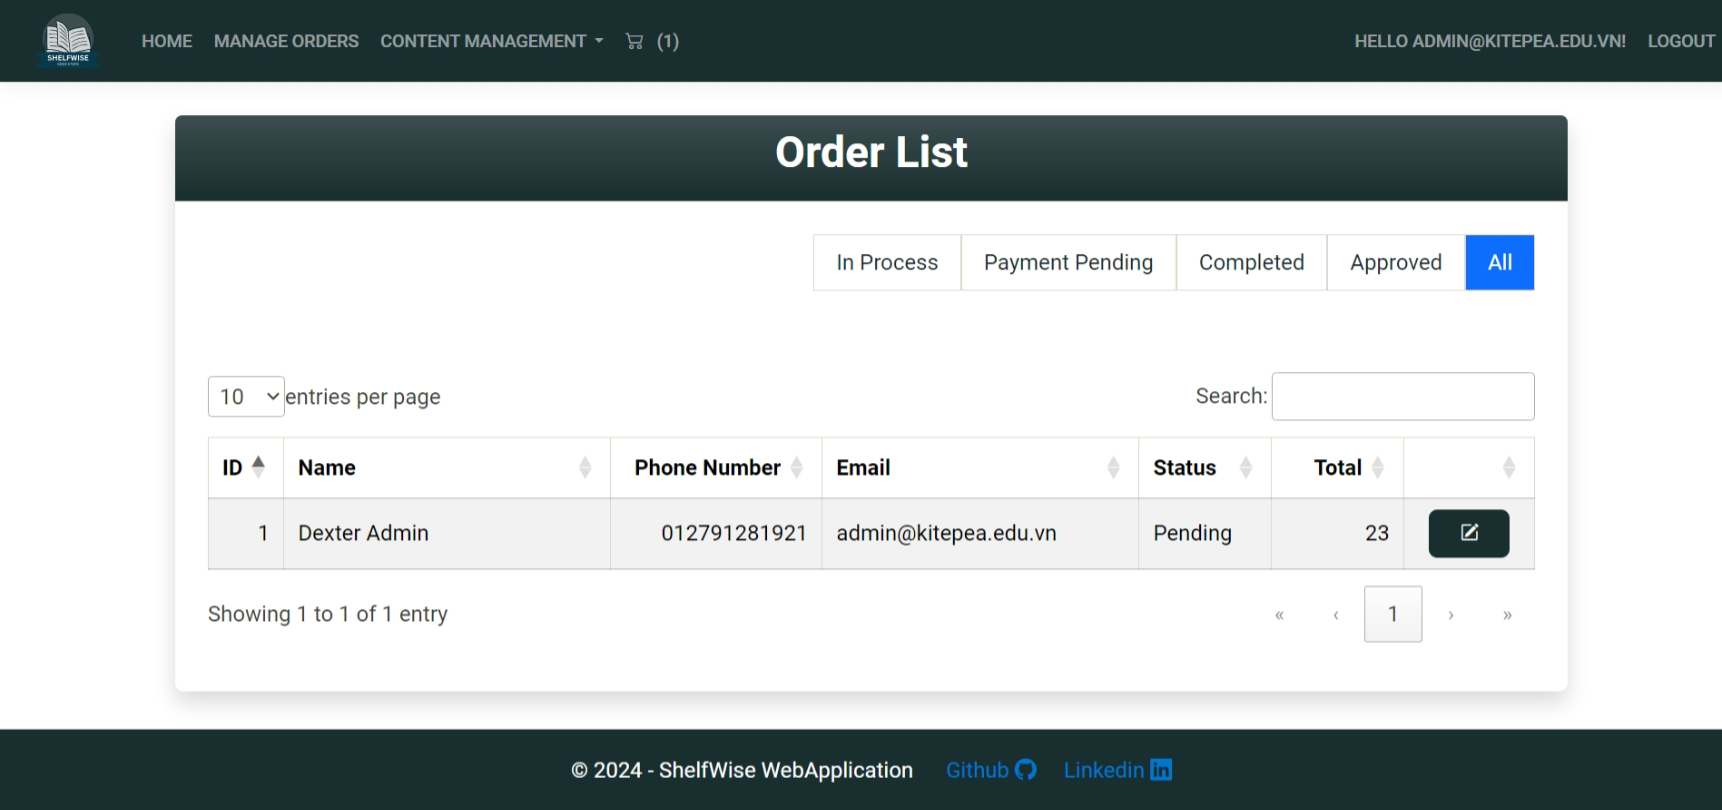 SHELFWISE
HOME MANAGE ORDERS CONTENT MANAGEMENT (1) HELLO ADMIN@KITEPEA.EDU.VN! LOGOUT
Order List
In Process Payment Pending Completed Approved All
10 entries per page Search:
ID Name Phone Number Email Status Total
1 Dexter Admin 012791281921 admin@kitepea.edu.vn Pending 23
Showing 1 to 1 of 1 entry « ‹ 1 › »
© 2024 - ShelfWise WebApplication Github Linkedin